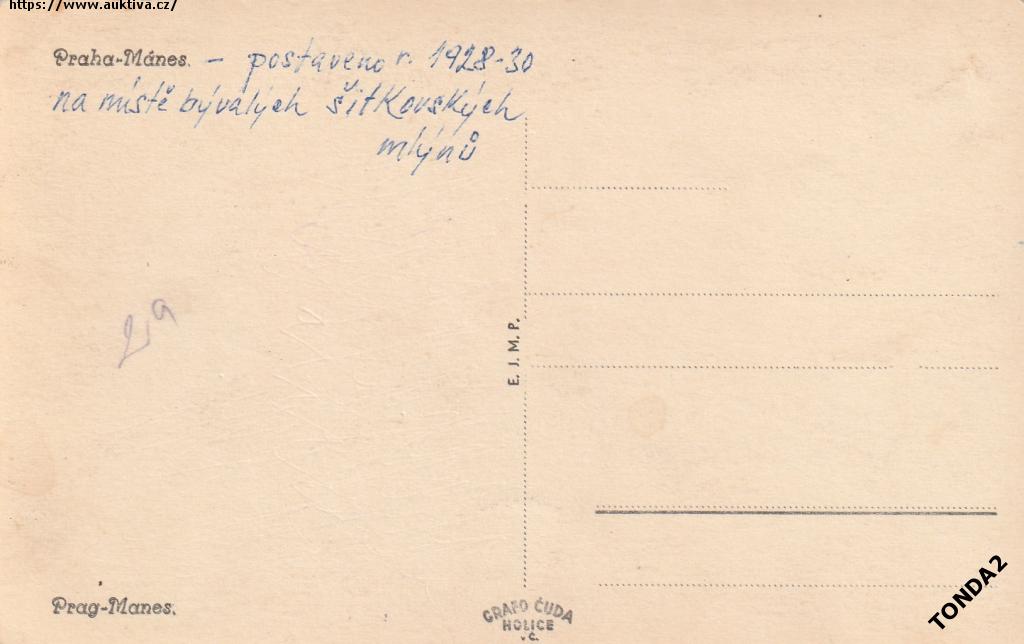 https://www.auktiva.cz/
Praha-Mánes. – postaveno r. 1928-30
na místě bývalých šitkovských
mlýnů
E. J. M. P.
Prag-Manes.
GRAFO ČUDA
HOLICE
v Č.
TONDA2